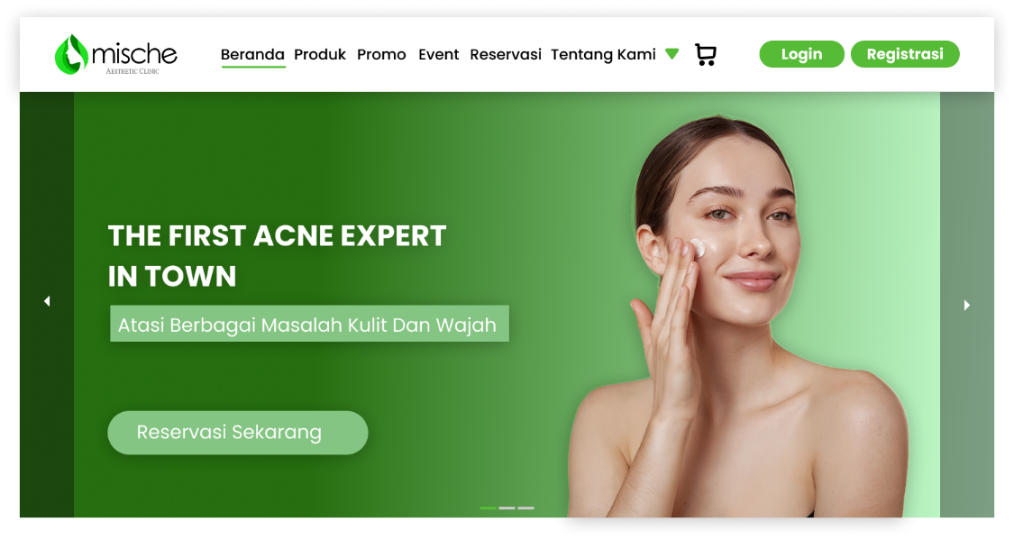 mische
AESTHETIC CLINIC
Beranda Produk Promo Event Reservasi Tentang Kami
Login Registrasi
THE FIRST ACNE EXPERT
IN TOWN
Atasi Berbagai Masalah Kulit Dan Wajah
Reservasi Sekarang